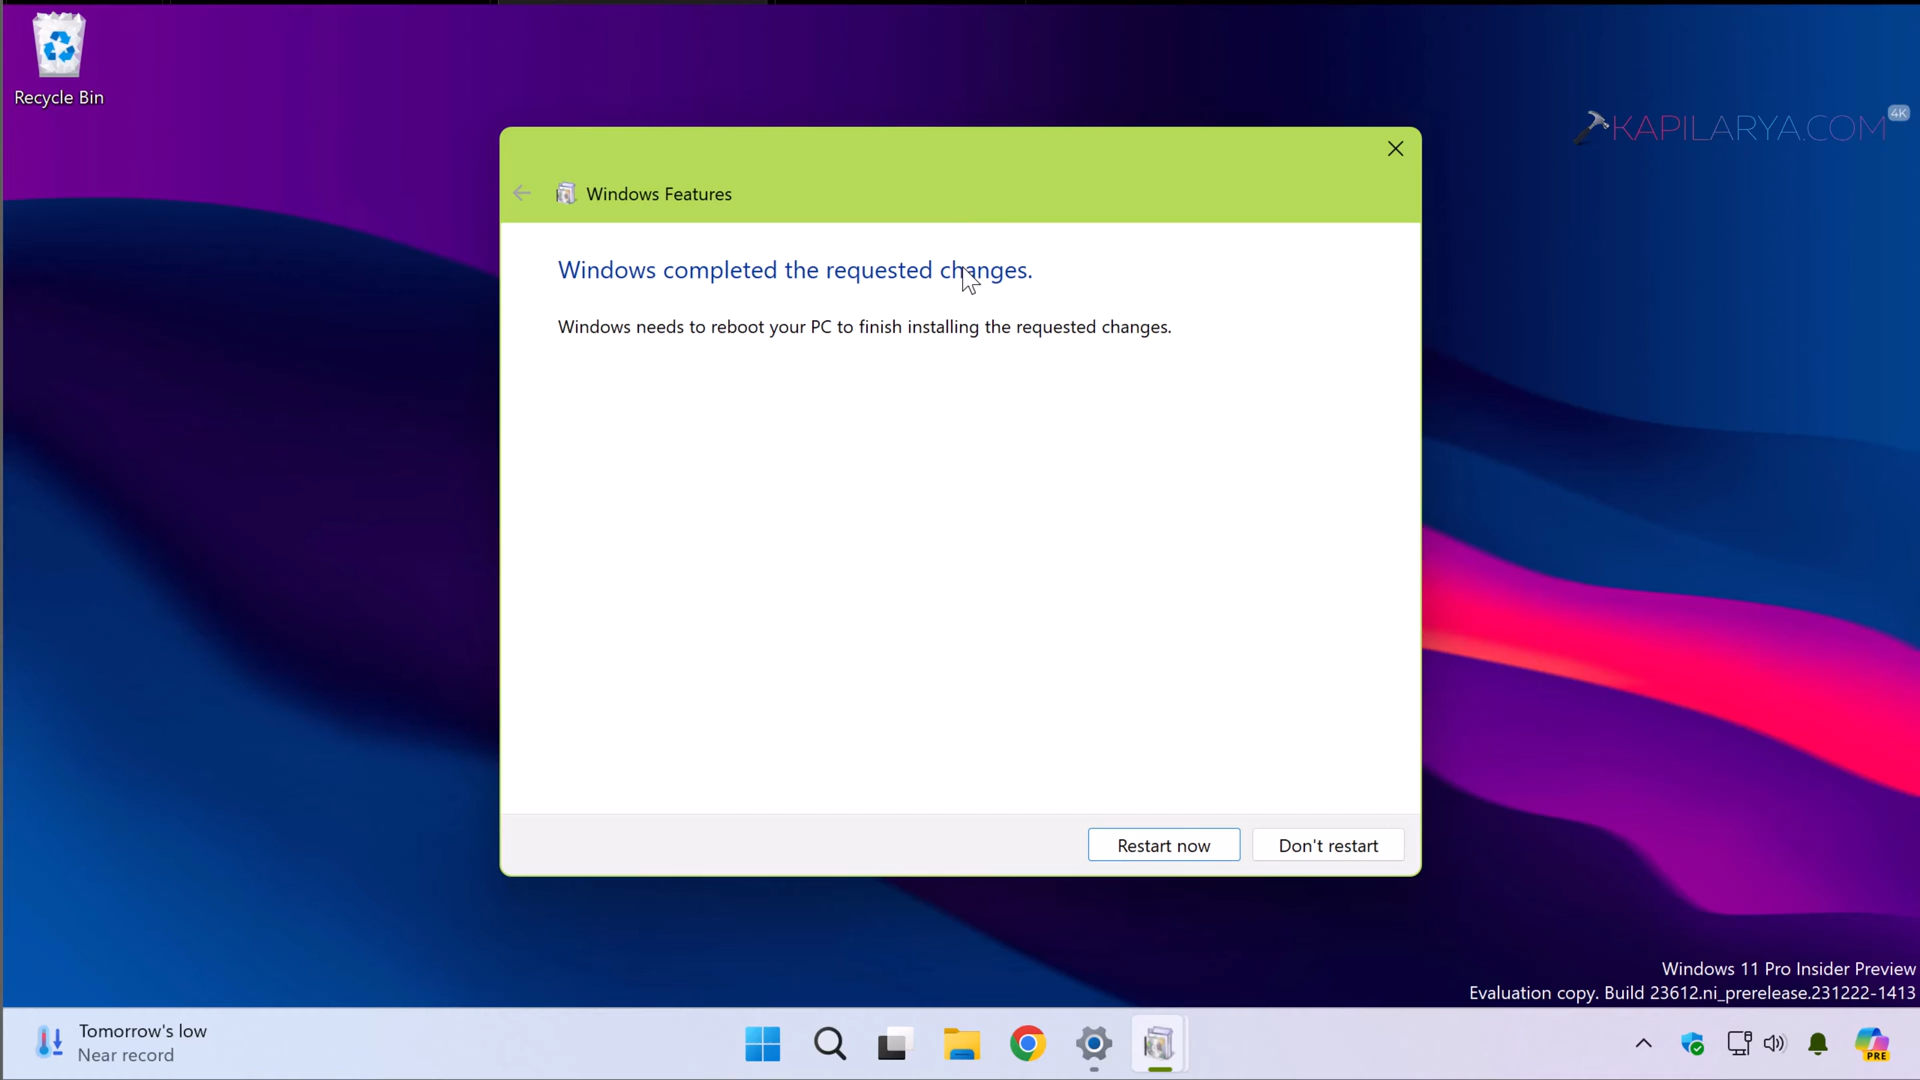 Recycle Bin
KAPILARYA.COM
4K
Windows Features
Windows completed the requested changes.
Windows needs to reboot your PC to finish installing the requested changes.
Restart now
Don't restart
Windows 11 Pro Insider Preview
Evaluation copy. Build 23612.ni_prerelease.231222-1413
Tomorrow's low
Near record
PRE